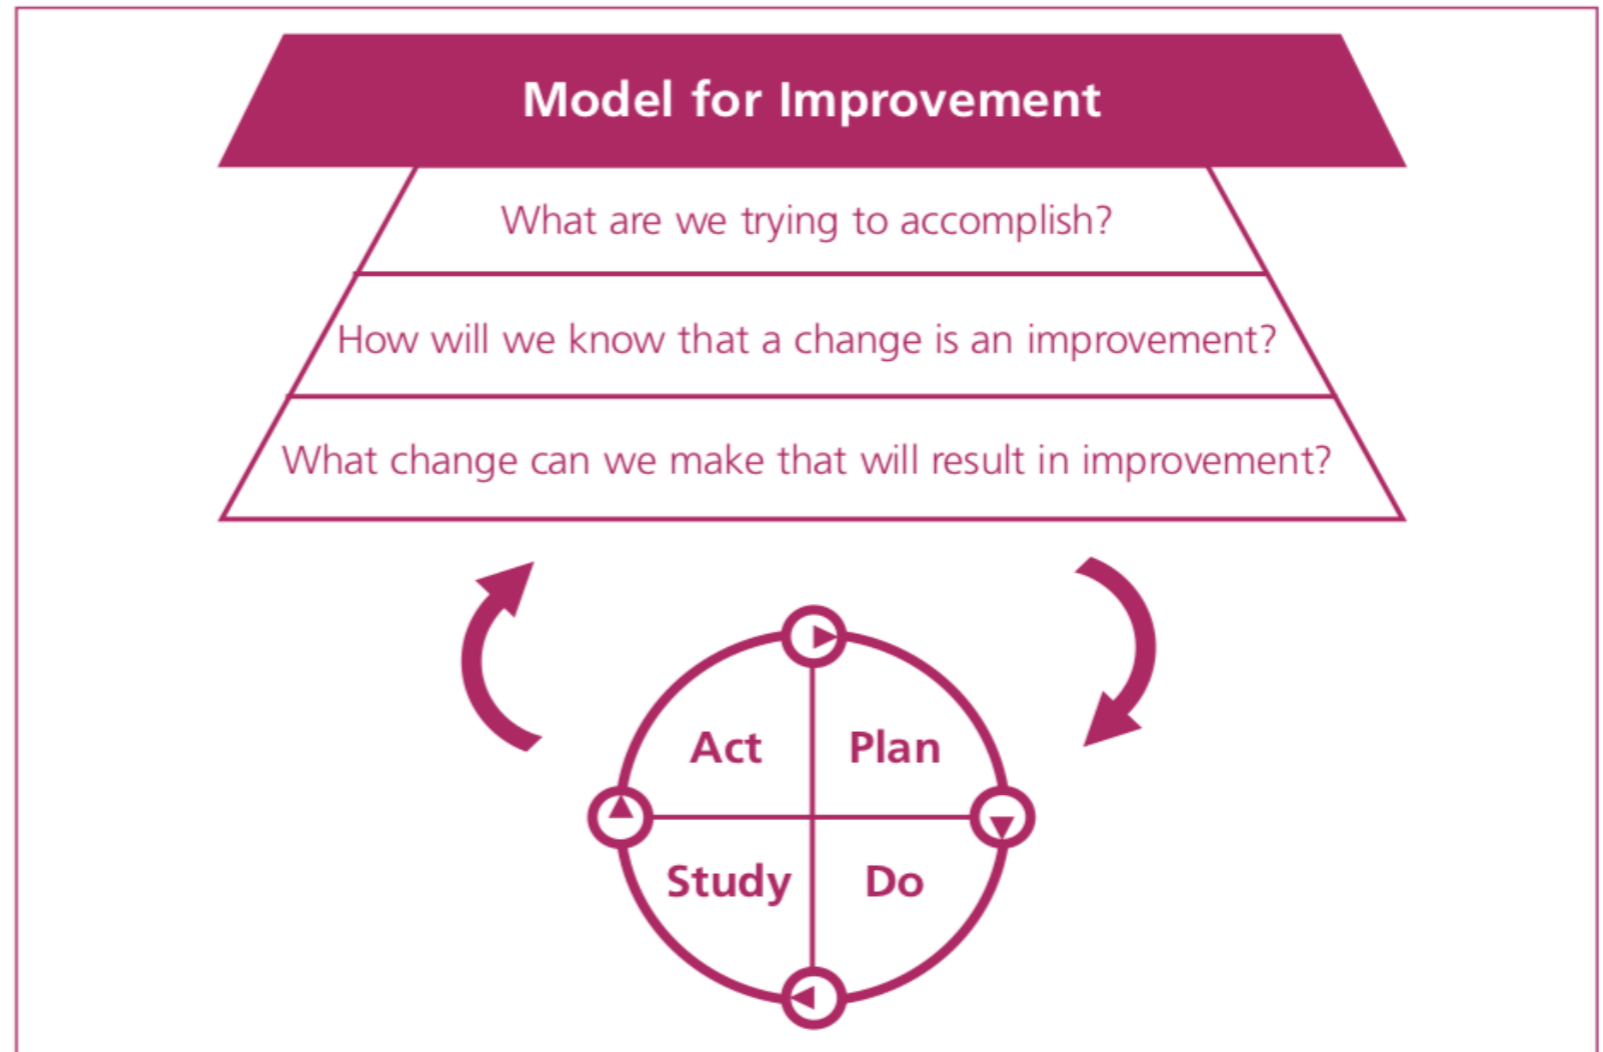 Model for Improvement
What are we trying to accomplish?
How will we know that a change is an improvement?
What change can we make that will result in improvement?
Act
Plan
Study
Do